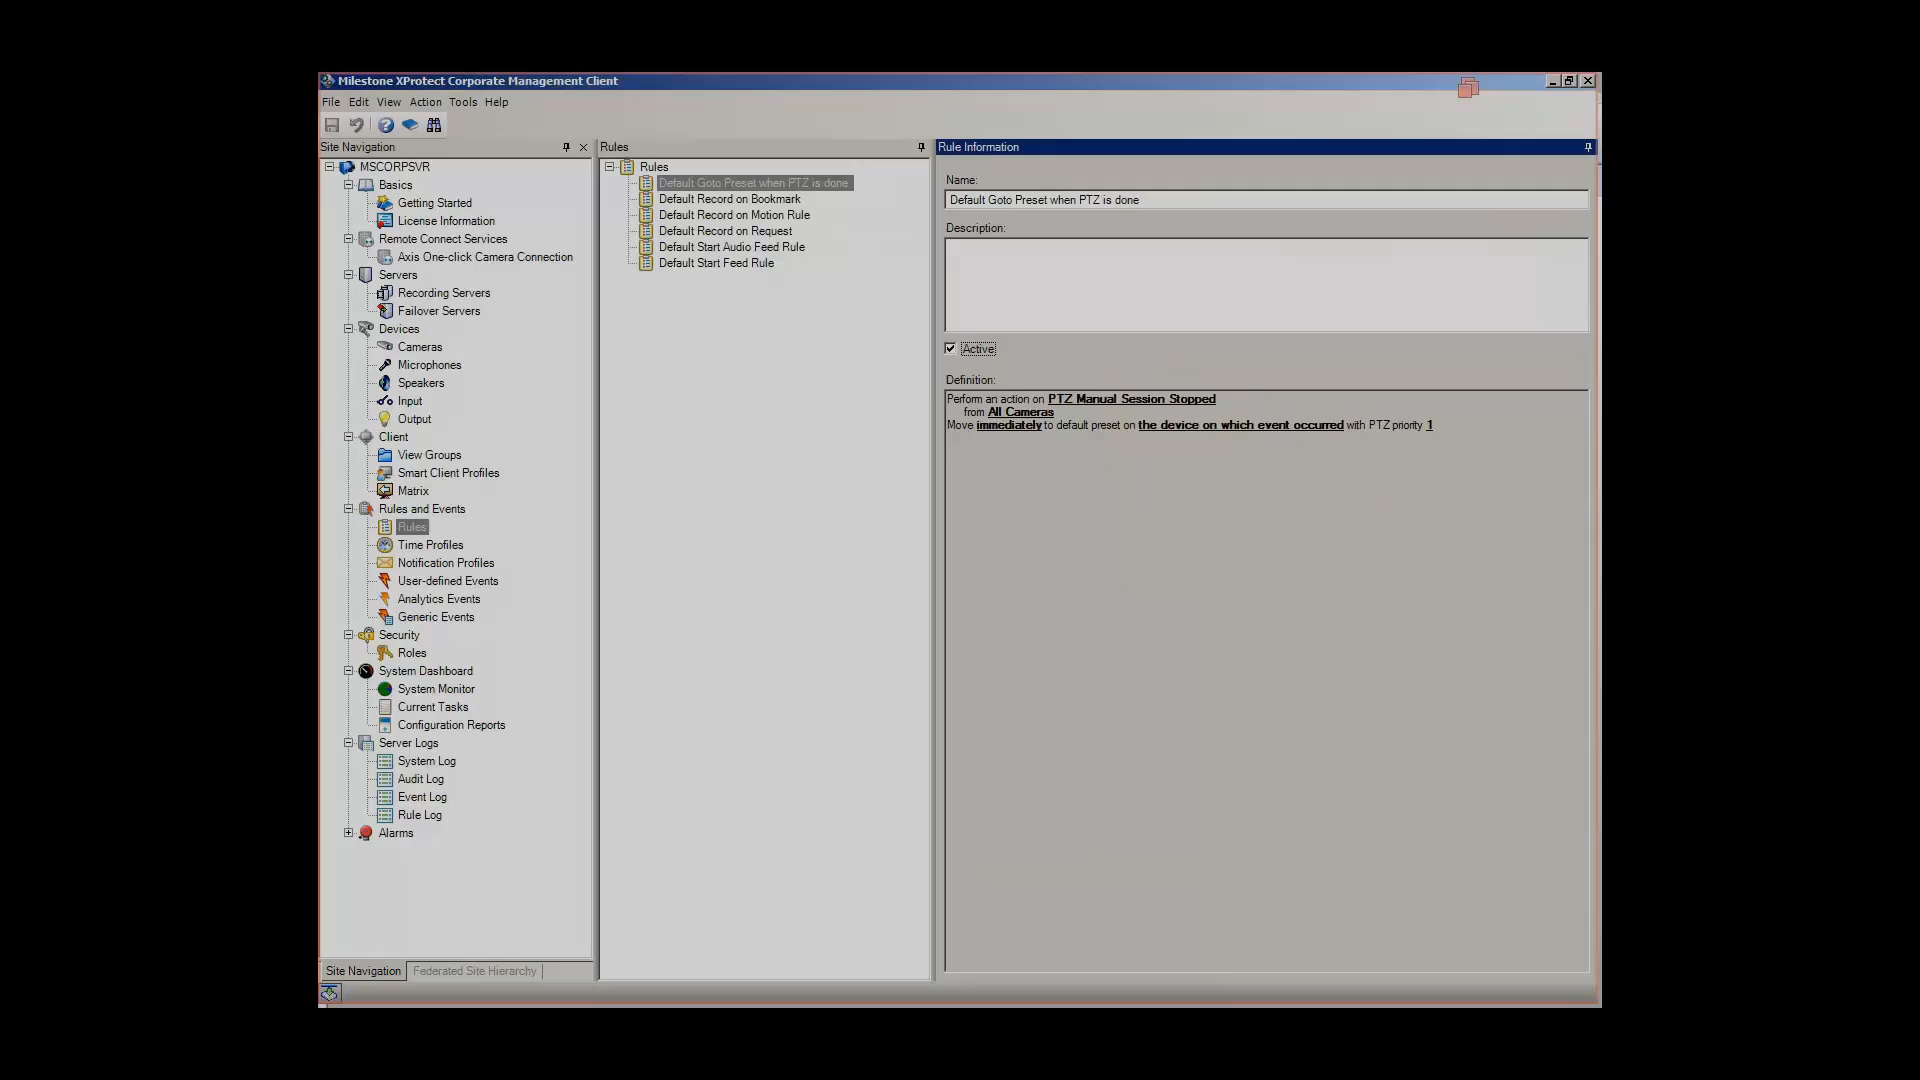 Milestone XProtect Corporate Management Client
File Edit View Action Tools Help
Site Navigation
MSCORPSVR
Basics
Getting Started
License Information
Remote Connect Services
Axis One-click Camera Connection
Servers
Recording Servers
Failover Servers
Devices
Cameras
Microphones
Speakers
Input
Output
Client
View Groups
Smart Client Profiles
Matrix
Rules and Events
Rules
Time Profiles
Notification Profiles
User-defined Events
Analytics Events
Generic Events
Security
Roles
System Dashboard
System Monitor
Current Tasks
Configuration Reports
Server Logs
System Log
Audit Log
Event Log
Rule Log
Alarms
Site Navigation
Federated Site Hierarchy
Rules
Rules
Default Goto Preset when PTZ is done
Default Record on Bookmark
Default Record on Motion Rule
Default Record on Request
Default Start Audio Feed Rule
Default Start Feed Rule
Rule Information
Name:
Default Goto Preset when PTZ is done
Description:
Active
Definition:
Perform an action on PTZ Manual Session Stopped
from All Cameras
Move immediately to default preset on the device on which event occurred with PTZ priority 1